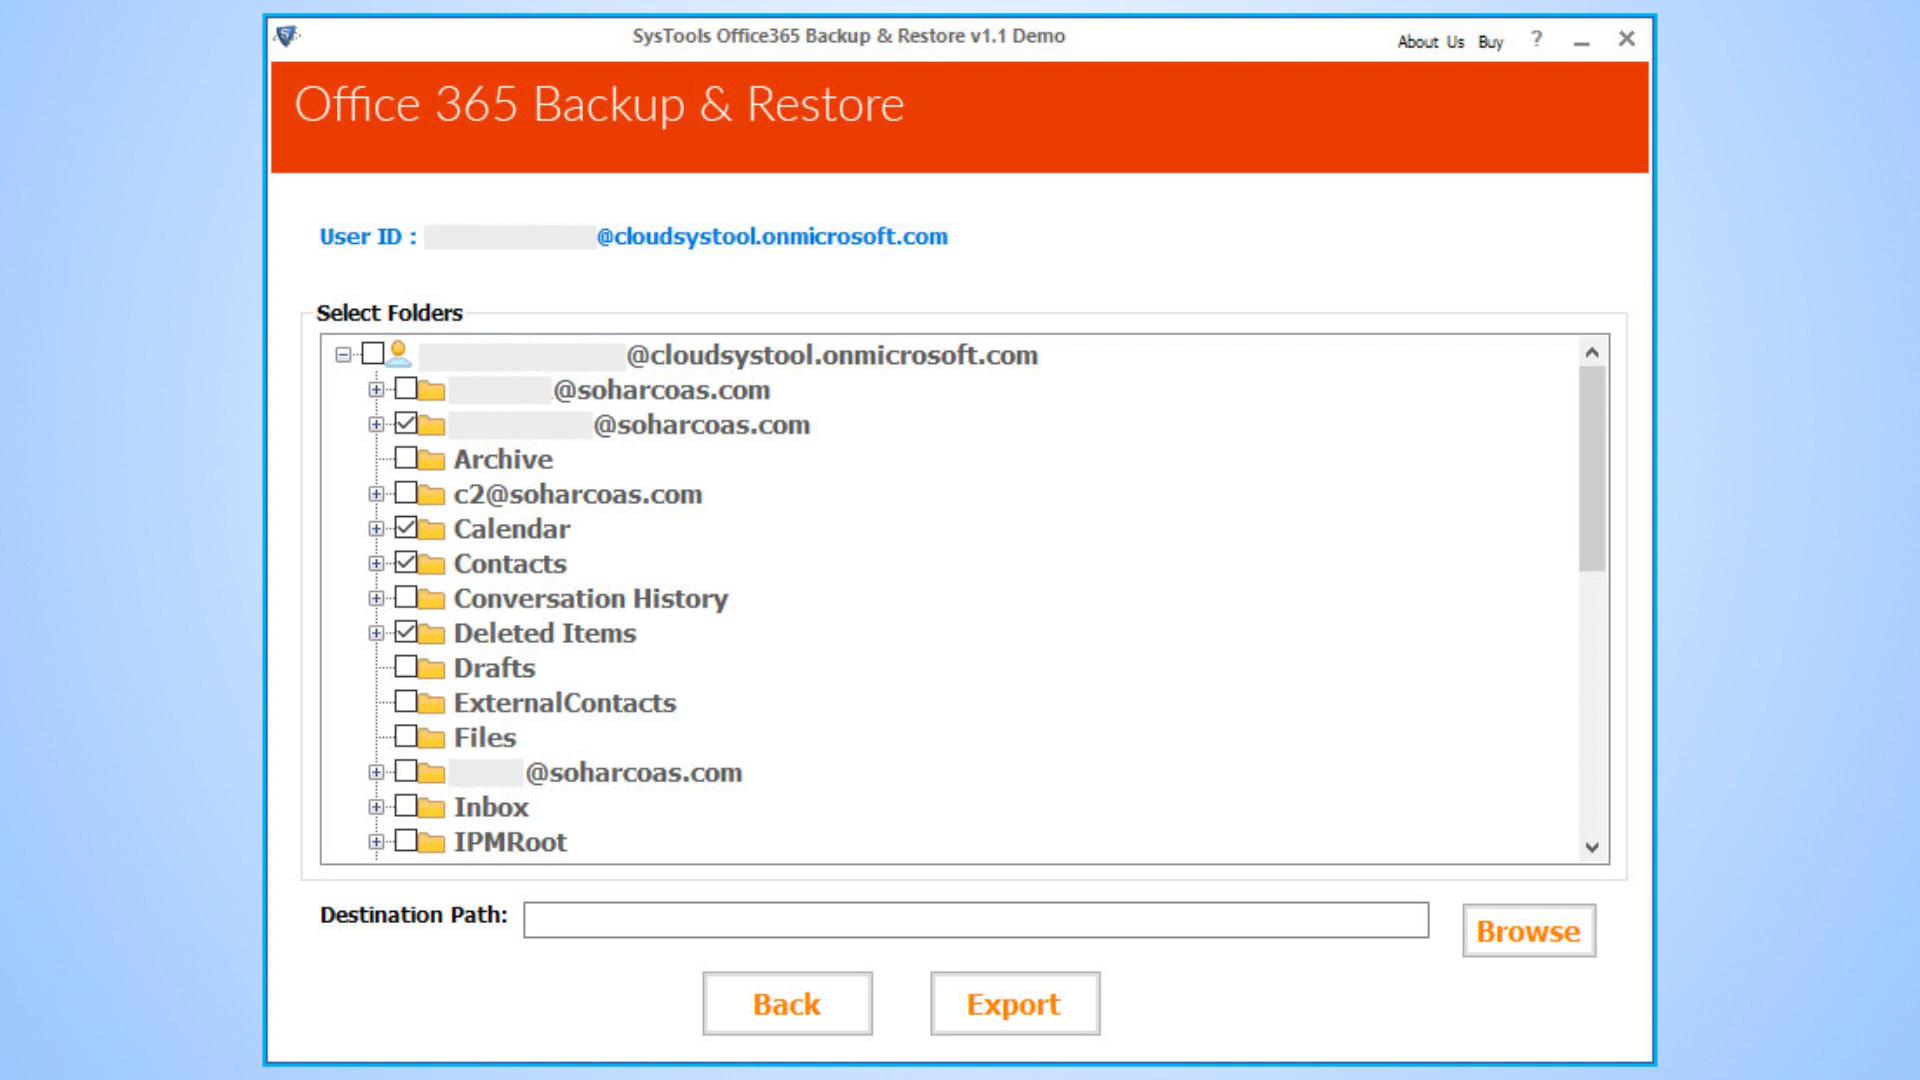 SysTools Office365 Backup & Restore v1.1 Demo
About Us Buy ?
Office 365 Backup & Restore
User ID : @cloudsystool.onmicrosoft.com
Select Folders
@cloudsystool.onmicrosoft.com
@soharcoas.com
@soharcoas.com
Archive
c2@soharcoas.com
Calendar
Contacts
Conversation History
Deleted Items
Drafts
ExternalContacts
Files
@soharcoas.com
Inbox
IPMRoot
Destination Path:
Browse
Back
Export